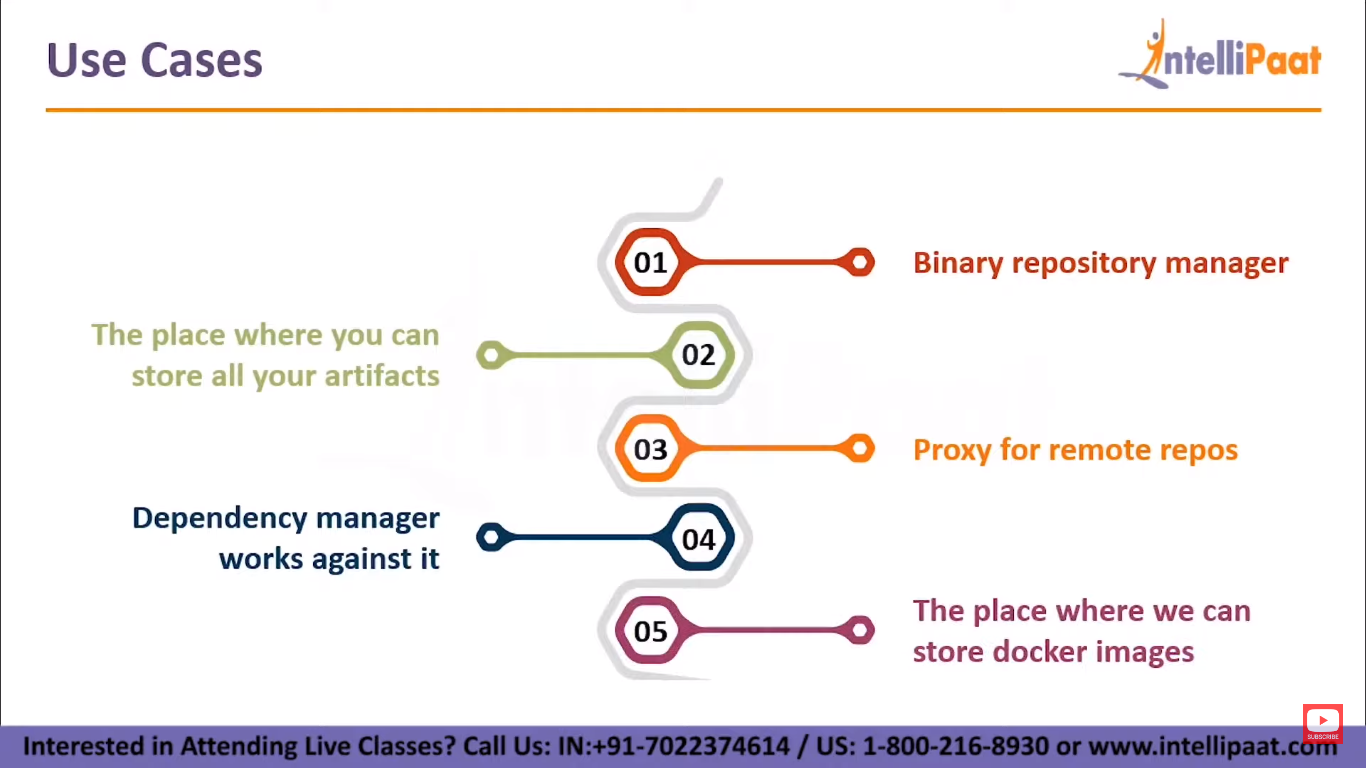 Use Cases
IntelliPaat
01
Binary repository manager
The place where you can
store all your artifacts
02
03
Proxy for remote repos
Dependency manager
works against it
04
05
The place where we can
store docker images
SUBSCRIBE
Interested in Attending Live Classes? Call Us: IN:+91-7022374614 / US: 1-800-216-8930 or www.intellipaat.com